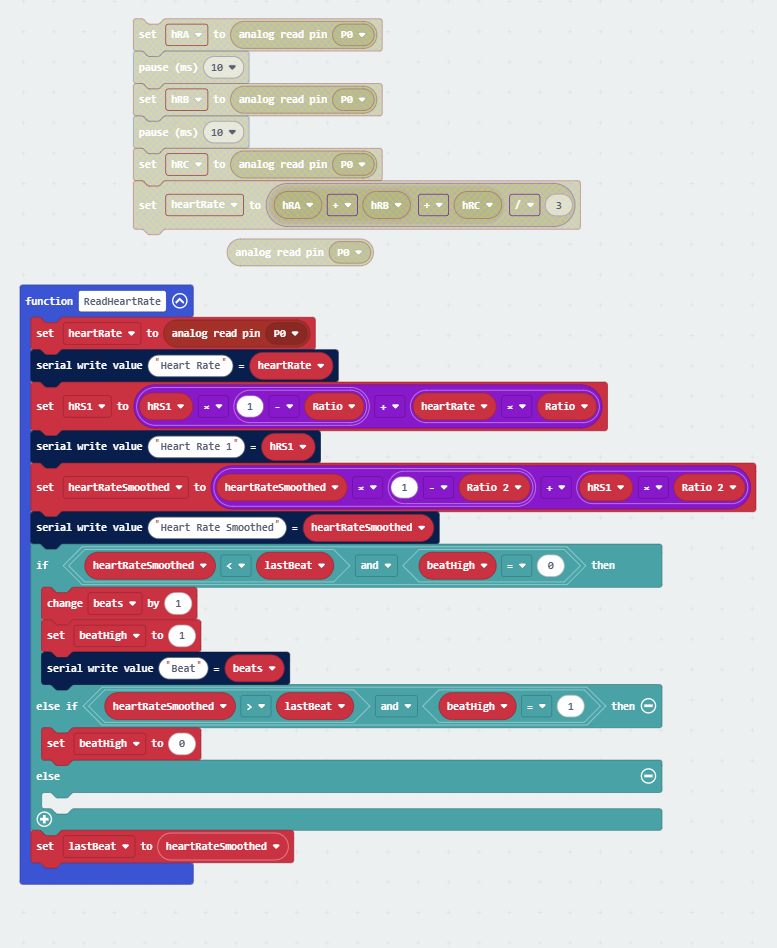 set hRA to analog read pin P0
pause (ms) 10
set hRB to analog read pin P0
pause (ms) 10
set hRC to analog read pin P0
set heartRate to hRA + hRB + hRC / 3
analog read pin P0
function ReadHeartRate
set heartRate to analog read pin P0
serial write value "Heart Rate" = heartRate
set hRS1 to hRS1 × 1 - Ratio + heartRate × Ratio
serial write value "Heart Rate 1" = hRS1
set heartRateSmoothed to heartRateSmoothed × 1 - Ratio 2 + hRS1 × Ratio 2
serial write value "Heart Rate Smoothed" = heartRateSmoothed
if heartRateSmoothed < lastBeat and beatHigh = 0 then
change beats by 1
set beatHigh to 1
serial write value "Beat" = beats
else if heartRateSmoothed > lastBeat and beatHigh = 1 then
set beatHigh to 0
else
set lastBeat to heartRateSmoothed